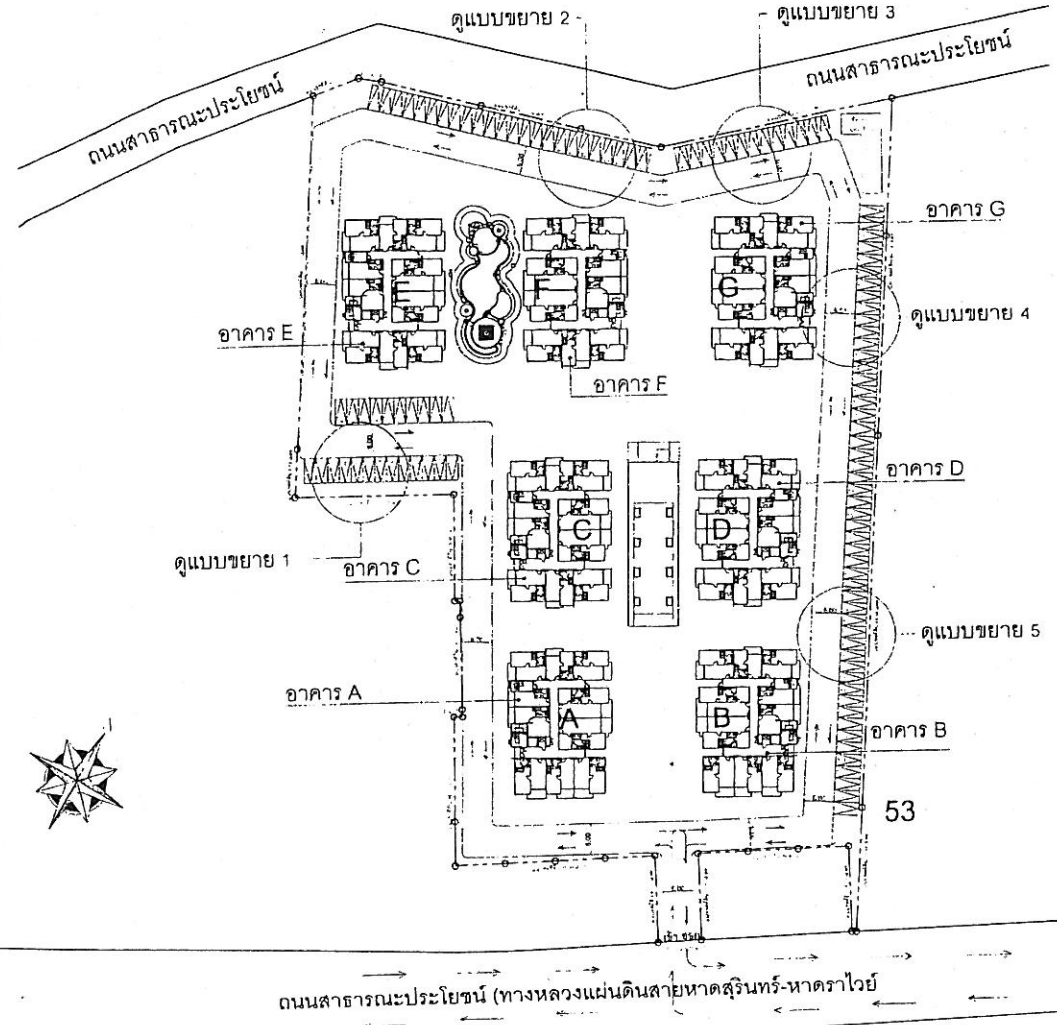 ดูแบบขยาย 2
ดูแบบขยาย 3
ถนนสาธารณะประโยชน์
ถนนสาธารณะประโยชน์
อาคาร G
E
F
G
ดูแบบขยาย 4
อาคาร E
อาคาร F
อาคาร D
C
D
ดูแบบขยาย 1
อาคาร C
ดูแบบขยาย 5
อาคาร A
A
B
อาคาร B
53
ถนนสาธารณะประโยชน์ (ทางหลวงแผ่นดินสายหาดสุรินทร์-หาดราไวย์